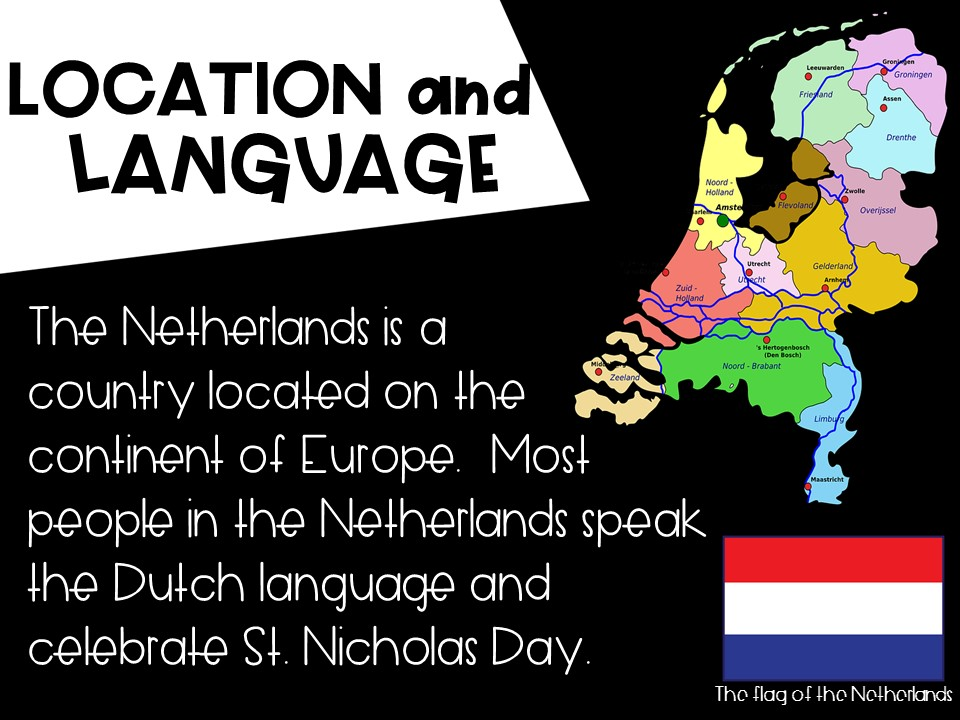 LOCATION and
LANGUAGE
The Netherlands is a
country located on the
continent of Europe.  Most
people in the Netherlands speak
the Dutch language and
celebrate St. Nicholas Day.
Leeuwarden
Groningen
Groningen
Friesland
Assen
Drenthe
Zwolle
Noord -
Holland
Flevoland
Overijssel
Utrecht
Utrecht
Gelderland
Arnhem
Zuid -
Holland
's Hertogenbosch
(Den Bosch)
Noord - Brabant
Zeeland
Limburg
Maastricht
The flag of the Netherlands